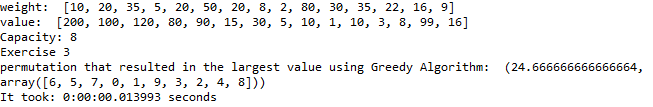 weight:  [10, 20, 35, 5, 20, 50, 20, 8, 2, 80, 30, 35, 22, 16, 9]
value:  [200, 100, 120, 80, 90, 15, 30, 5, 10, 1, 10, 3, 8, 99, 16]
Capacity: 8
Exercise 3
permutation that resulted in the largest value using Greedy Algorithm:  (24.666666666666664,
array([6, 5, 7, 0, 1, 9, 3, 2, 4, 8]))
It took: 0:00:00.013993 seconds